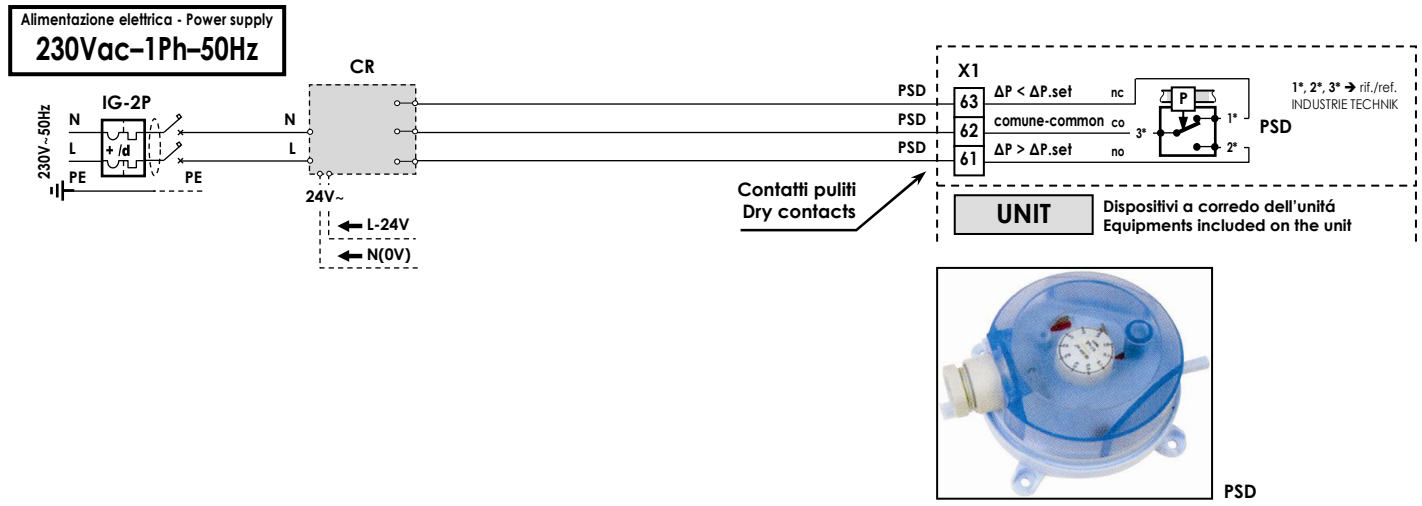 Alimentazione elettrica - Power supply
230Vac–1Ph–50Hz
CR
IG-2P
230V~50Hz
N
L
PE
+ /d
PE
N
L
24V~
L-24V
N(0V)
PSD
PSD
PSD
Contatti puliti
Dry contacts
X1
63 ΔP < ΔP.set nc
62 comune-common co
61 ΔP > ΔP.set no
P
3*
1*
2*
PSD
1*, 2*, 3* ➔ rif./ref.
INDUSTRIE TECHNIK
UNIT
Dispositivi a corredo dell'unitá
Equipments included on the unit
PSD